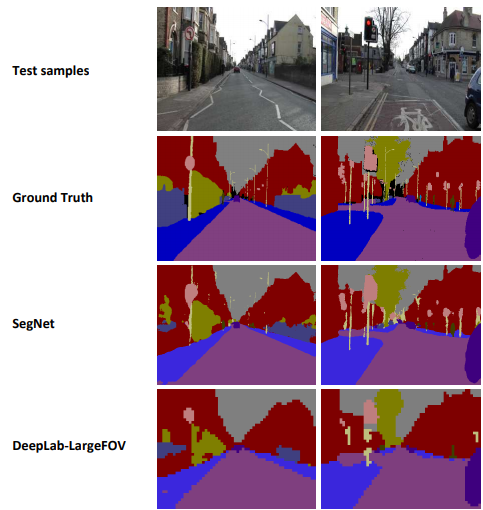 Test samples
Ground Truth
SegNet
DeepLab-LargeFOV